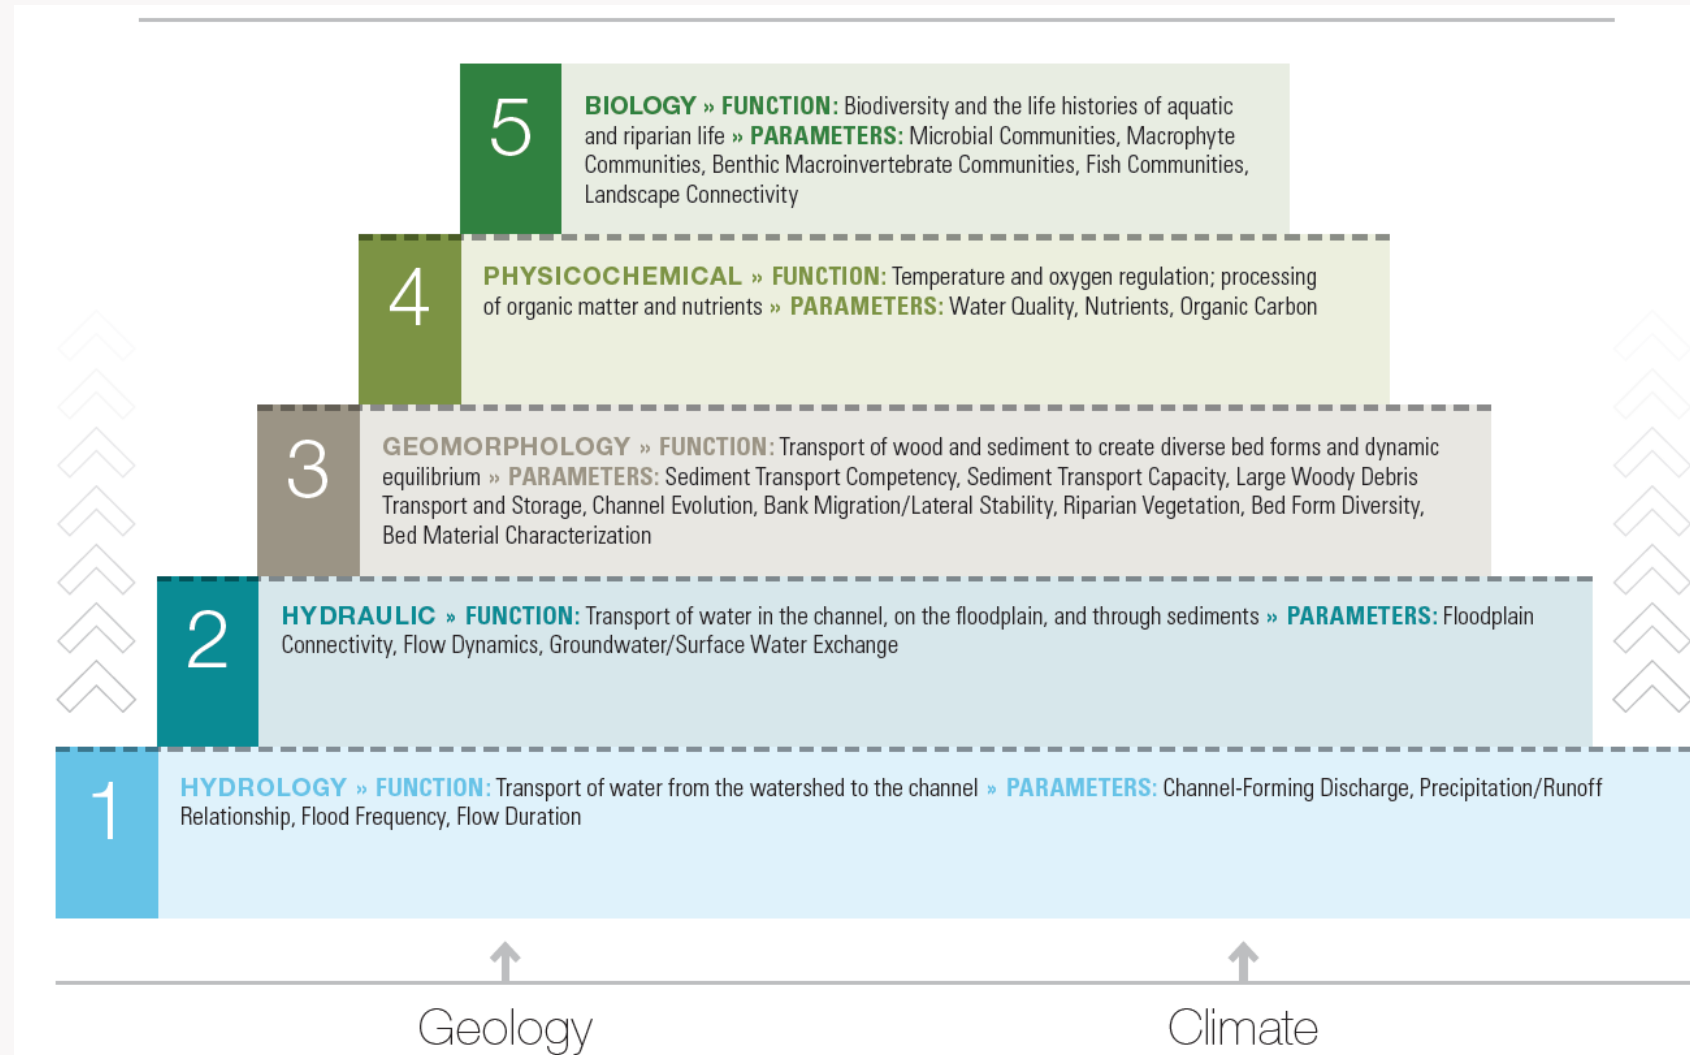 5
BIOLOGY » FUNCTION: Biodiversity and the life histories of aquatic
and riparian life » PARAMETERS: Microbial Communities, Macrophyte
Communities, Benthic Macroinvertebrate Communities, Fish Communities,
Landscape Connectivity
4
PHYSICOCHEMICAL » FUNCTION: Temperature and oxygen regulation; processing
of organic matter and nutrients » PARAMETERS: Water Quality, Nutrients, Organic Carbon
3
GEOMORPHOLOGY » FUNCTION: Transport of wood and sediment to create diverse bed forms and dynamic
equilibrium » PARAMETERS: Sediment Transport Competency, Sediment Transport Capacity, Large Woody Debris
Transport and Storage, Channel Evolution, Bank Migration/Lateral Stability, Riparian Vegetation, Bed Form Diversity,
Bed Material Characterization
2
HYDRAULIC » FUNCTION: Transport of water in the channel, on the floodplain, and through sediments » PARAMETERS: Floodplain
Connectivity, Flow Dynamics, Groundwater/Surface Water Exchange
1
HYDROLOGY » FUNCTION: Transport of water from the watershed to the channel » PARAMETERS: Channel-Forming Discharge, Precipitation/Runoff
Relationship, Flood Frequency, Flow Duration
Geology
Climate